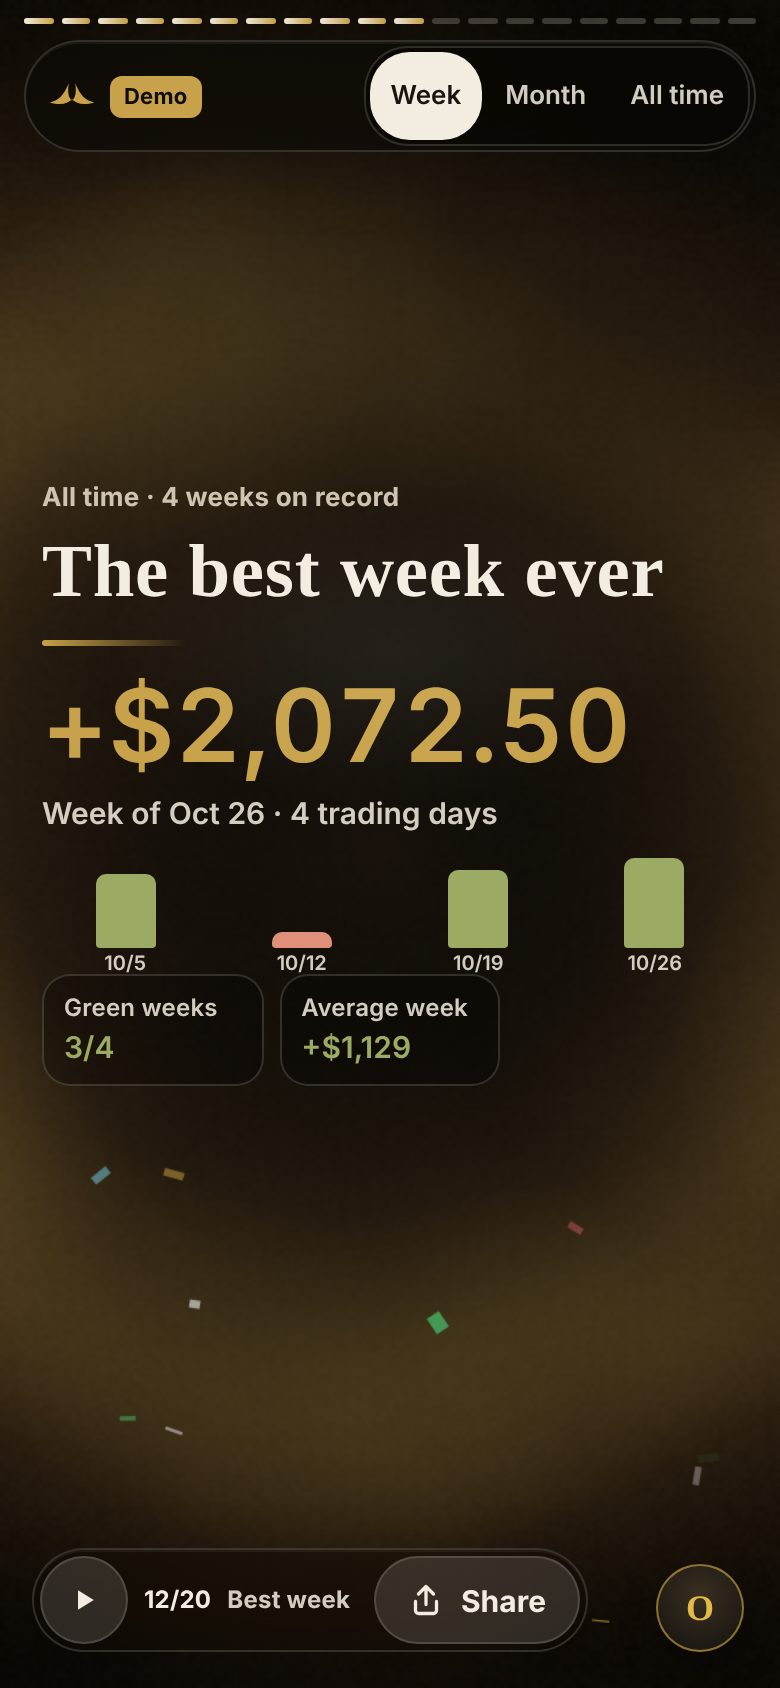 Demo
Week Month All time
All time · 4 weeks on record
The best week ever
+$2,072.50
Week of Oct 26 · 4 trading days
10/5 10/12 10/19 10/26
Green weeks
3/4
Average week
+$1,129
12/20 Best week
Share
O